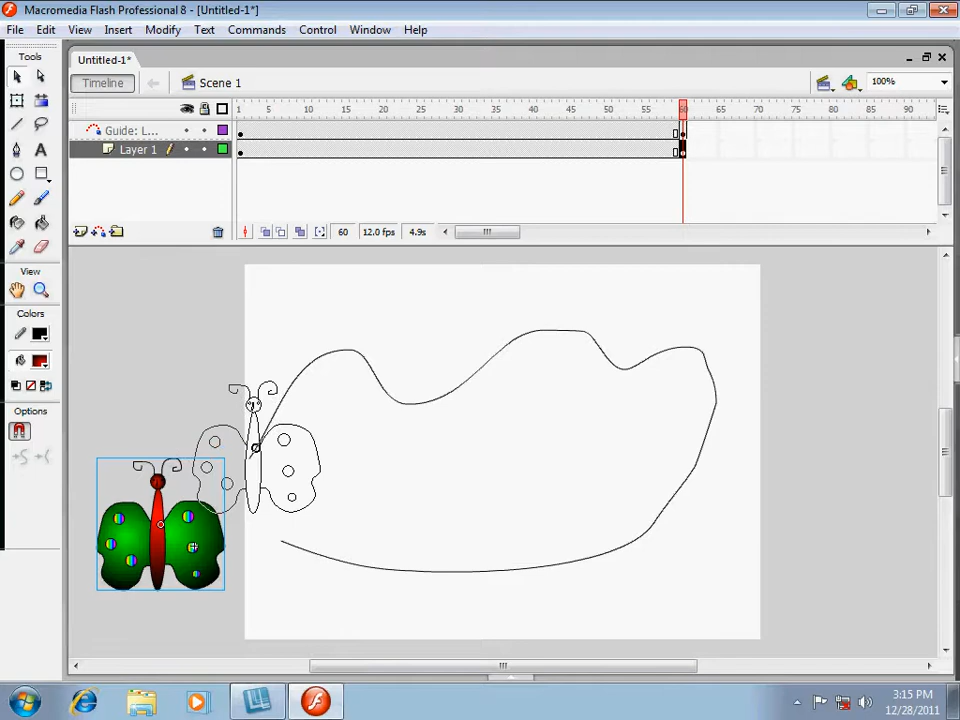 Macromedia Flash Professional 8 - [Untitled-1*]
File Edit View Insert Modify Text Commands Control Window Help
Tools
Untitled-1*
Timeline Scene 1 100%
1 5 10 15 20 25 30 35 40 45 50 55 60 65 70 75 80 85 90
Guide: L...
Layer 1
60 12.0 fps 4.9s
View
Colors
Options
3:15 PM
12/28/2011